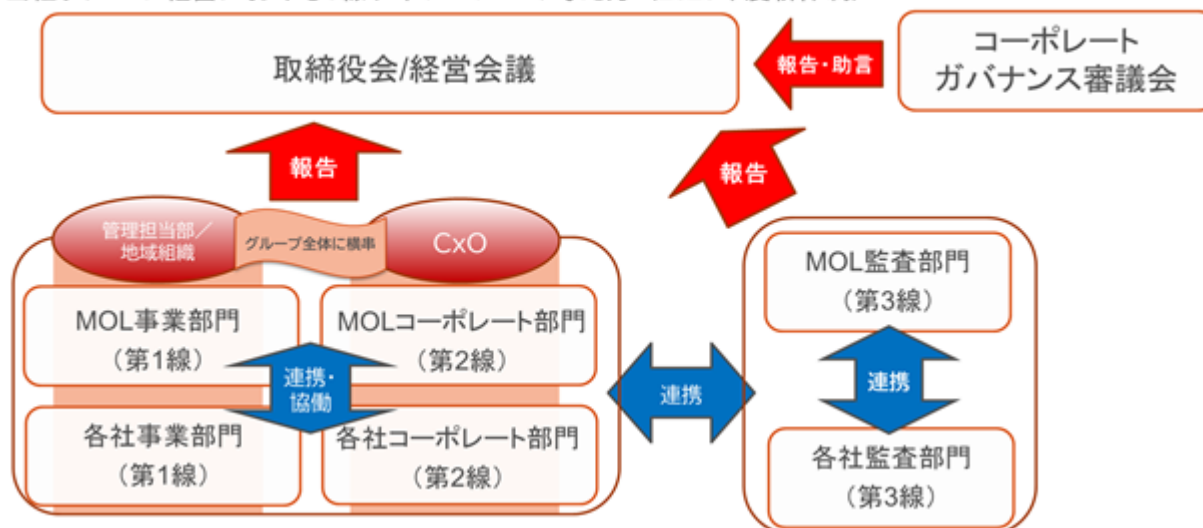 取締役会/経営会議
報告・助言
コーポレート
ガバナンス審議会
報告
報告
管理担当部／
地域組織
グループ全体に横串
CxO
MOL事業部門
（第1線）
MOLコーポレート部門
（第2線）
連携・
協働
各社事業部門
（第1線）
各社コーポレート部門
（第2線）
連携
MOL監査部門
（第3線）
連携
各社監査部門
（第3線）